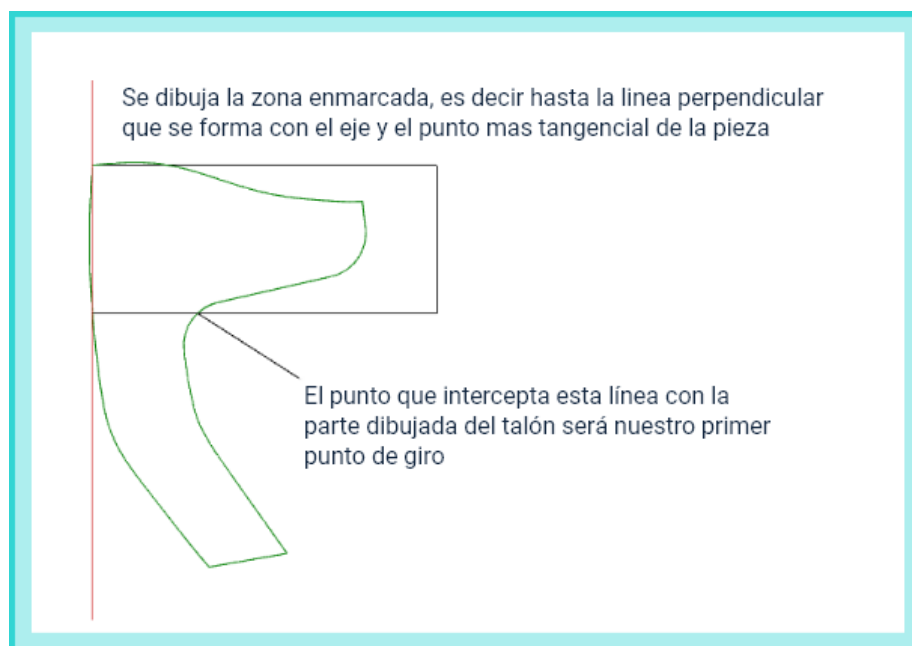 Se dibuja la zona enmarcada, es decir hasta la linea perpendicular
que se forma con el eje y el punto mas tangencial de la pieza
El punto que intercepta esta línea con la
parte dibujada del talón será nuestro primer
punto de giro